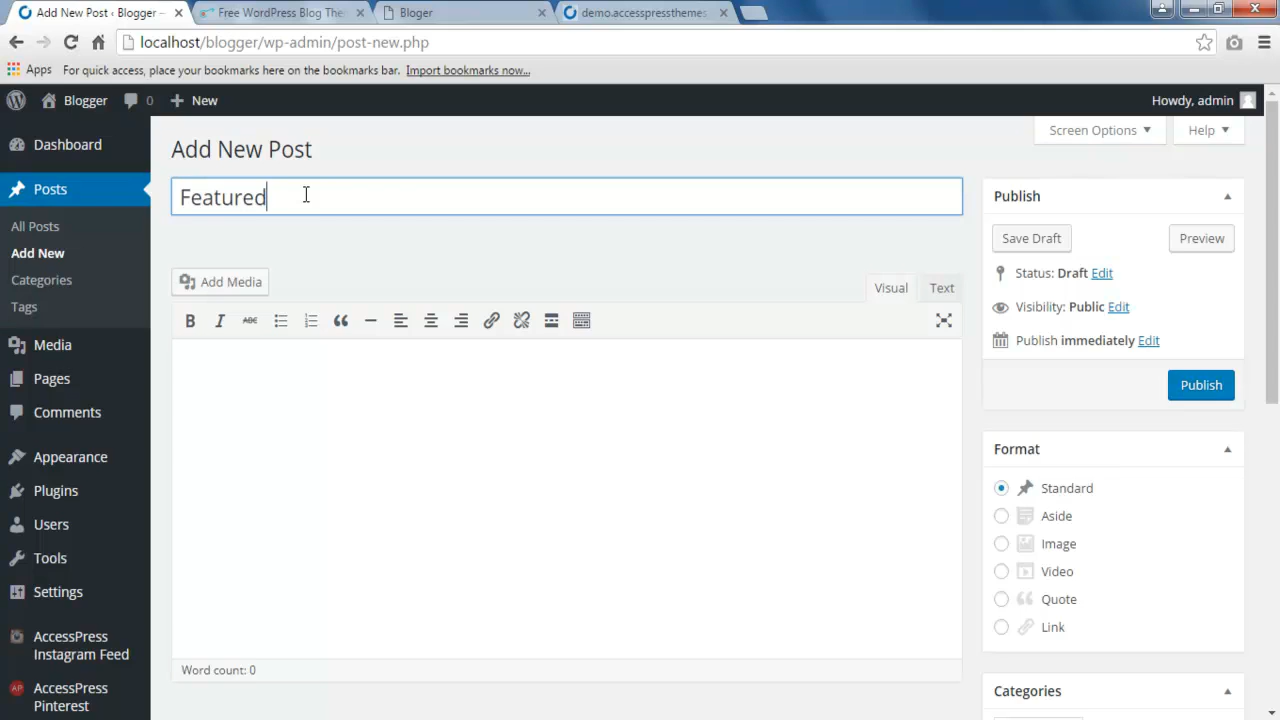 Add New Post ‹ Blogger –
Free WordPress Blog The
Bloger
demo.accesspressthemes
localhost/blogger/wp-admin/post-new.php
Apps
For quick access, place your bookmarks here on the bookmarks bar.
Import bookmarks now...
Blogger
0
New
Howdy, admin
Dashboard
Posts
All Posts
Add New
Categories
Tags
Media
Pages
Comments
Appearance
Plugins
Users
Tools
Settings
AccessPress
Instagram Feed
AP
AccessPress
Pinterest
Screen Options
Help
Add New Post
Featured
Add Media
Visual
Text
B
I
ABC
Word count: 0
Publish
Save Draft
Preview
Status: Draft Edit
Visibility: Public Edit
Publish immediately Edit
Publish
Format
Standard
Aside
Image
Video
Quote
Link
Categories